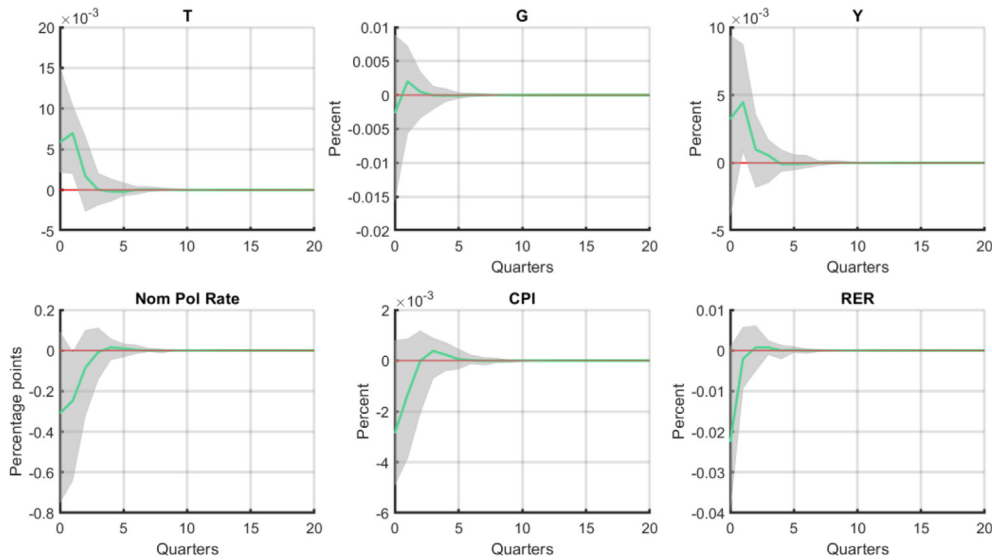 T
20 ×10⁻³
15
10
5
0
-5
0 5 10 15 20
G
0.01
0.005
0
-0.005
-0.01
-0.015
-0.02
Percent
0 5 10 15 20
Quarters
Y
10 ×10⁻³
5
0
-5
Percent
0 5 10 15 20
Quarters
Nom Pol Rate
0.2
0
-0.2
-0.4
-0.6
-0.8
Percentage points
0 5 10 15 20
Quarters
CPI
2 ×10⁻³
0
-2
-4
-6
Percent
0 5 10 15 20
Quarters
RER
0.01
0
-0.01
-0.02
-0.03
-0.04
Percent
0 5 10 15 20
Quarters